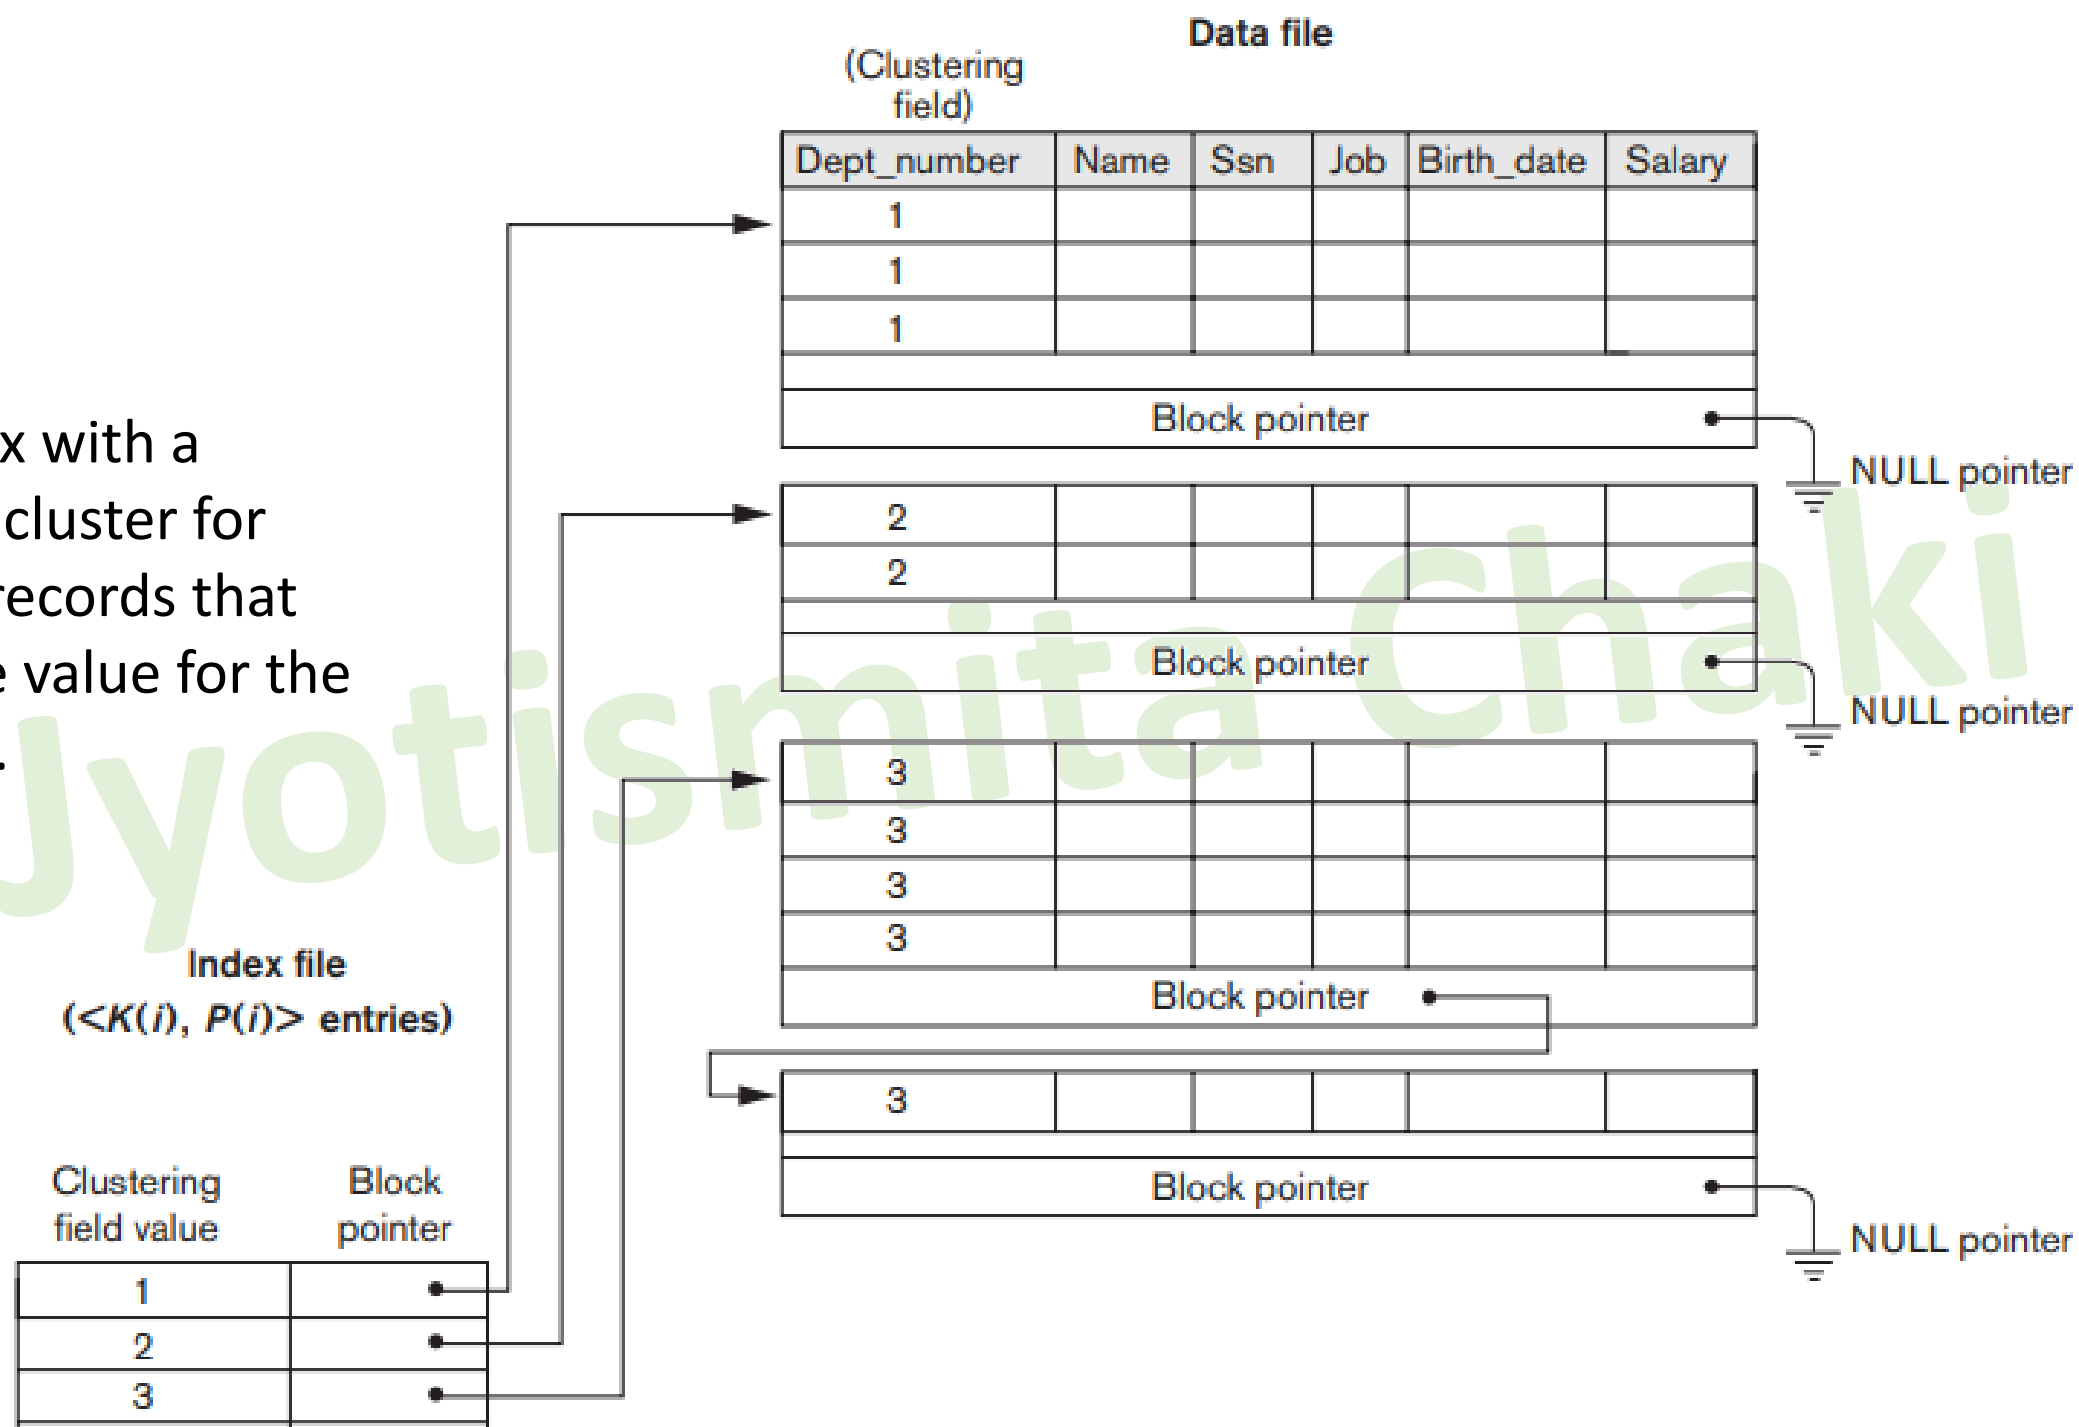 Data file
(Clustering
field)
Dept_number Name Ssn Job Birth_date Salary
1
1
1
Block pointer
NULL pointer
2
2
Block pointer
NULL pointer
3
3
3
3
Block pointer
3
Block pointer
NULL pointer
x with a
cluster for
records that
e value for the
.
Jyotismita Chaki
Index file
(<K(i), P(i)> entries)
Clustering Block
field value pointer
1
2
3